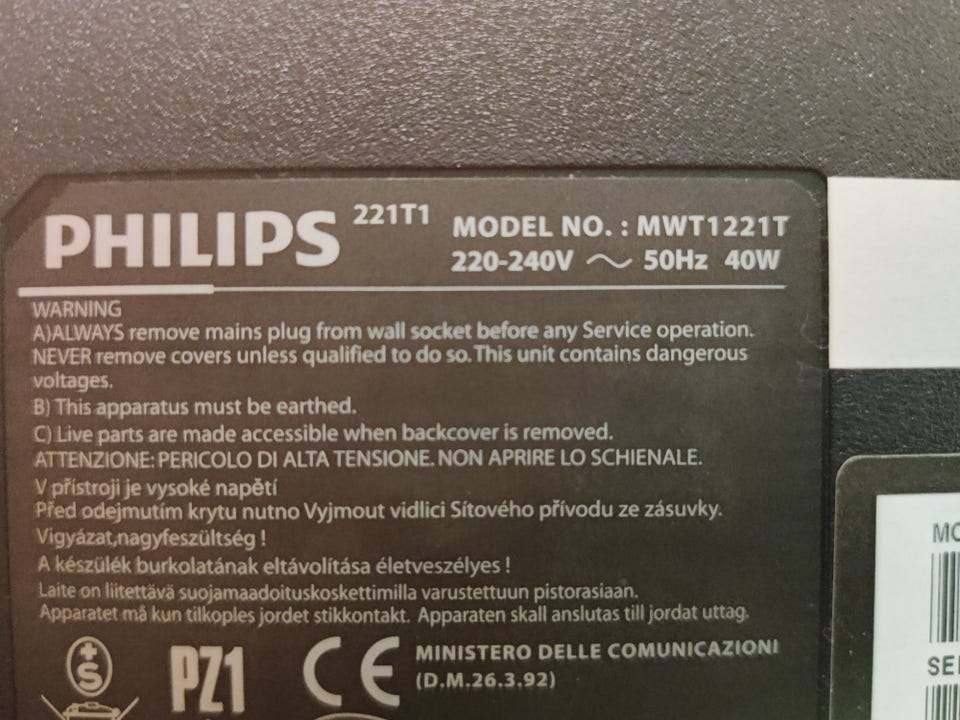 PHILIPS 221T1 MODEL NO. : MWT1221T
220-240V ～ 50Hz 40W
WARNING
A)ALWAYS remove mains plug from wall socket before any Service operation.
NEVER remove covers unless qualified to do so. This unit contains dangerous
voltages.
B) This apparatus must be earthed.
C) Live parts are made accessible when backcover is removed.
ATTENZIONE: PERICOLO DI ALTA TENSIONE. NON APRIRE LO SCHIENALE.
V přístroji je vysoké napětí
Před odejmutím krytu nutno Vyjmout vidlici Sítového přívodu ze zásuvky.
Vigyázat,nagyfeszültség !
A készülék burkolatának eltávolítása életveszélyes !
Laite on liitettävä suojamaadoituskoskettimilla varustettuun pistorasiaan.
Apparatet må kun tilkoples jordet stikkontakt. Apparaten skall anslutas till jordat uttag.
+S PZ1 CE MINISTERO DELLE COMUNICAZIONI
(D.M.26.3.92)